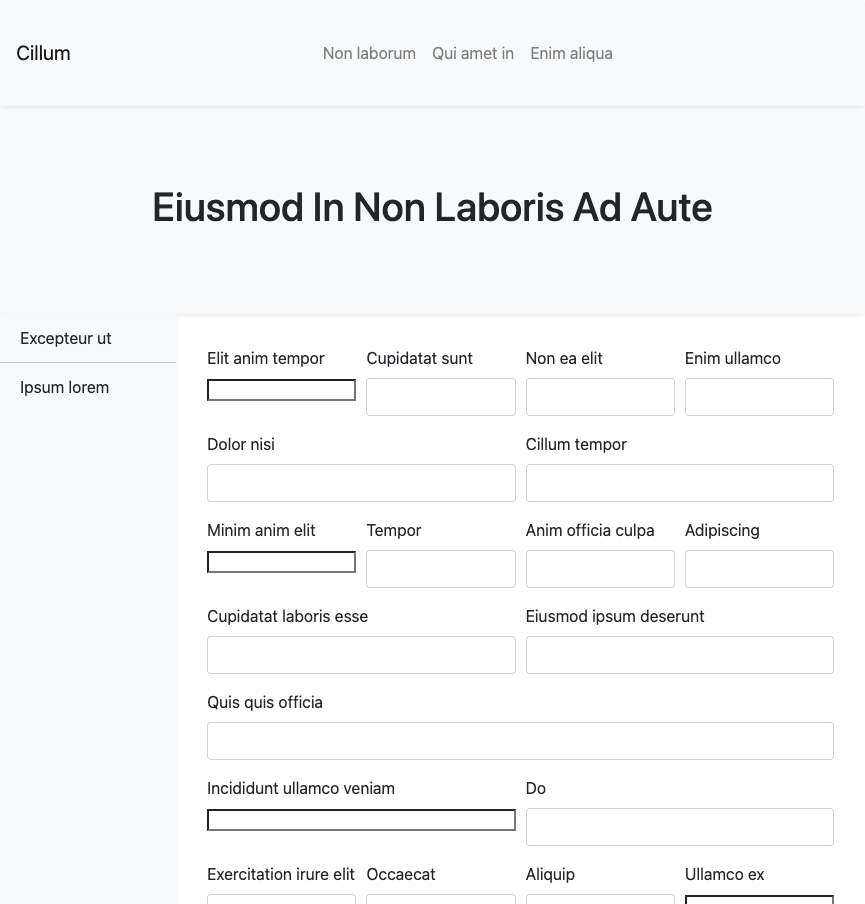 Cillum
Non laborum
Qui amet in
Enim aliqua
Eiusmod In Non Laboris Ad Aute
Excepteur ut
Ipsum lorem
Elit anim tempor
Cupidatat sunt
Non ea elit
Enim ullamco
Dolor nisi
Cillum tempor
Minim anim elit
Tempor
Anim officia culpa
Adipiscing
Cupidatat laboris esse
Eiusmod ipsum deserunt
Quis quis officia
Incididunt ullamco veniam
Do
Exercitation irure elit
Occaecat
Aliquip
Ullamco ex